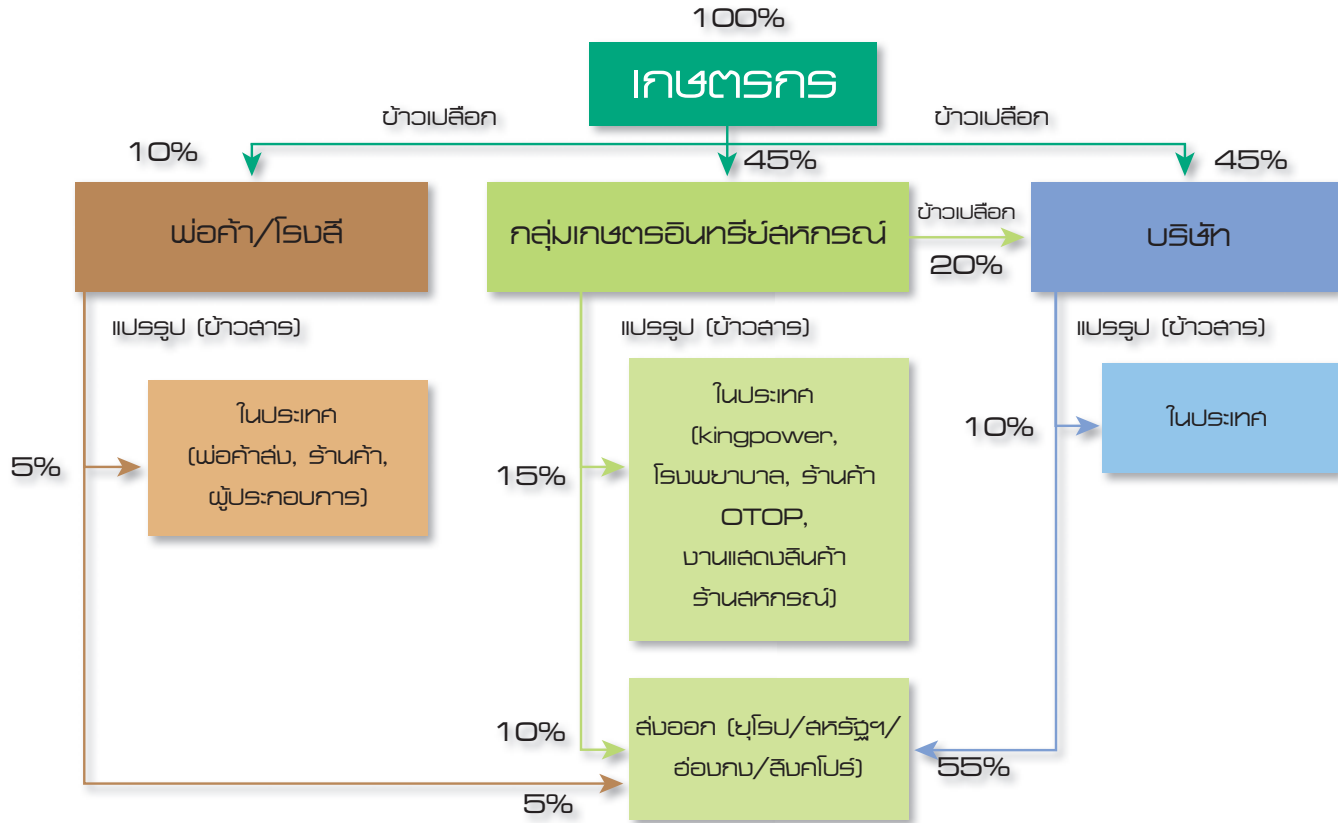 100%
เกษตรกร
ข้าวเปลือก
ข้าวเปลือก
10%
45%
45%
พ่อค้า/โรงสี
กลุ่มเกษตรอินทรีย์สหกรณ์
ข้าวเปลือก
20%
บริษัท
แปรรูป (ข้าวสาร)
แปรรูป (ข้าวสาร)
แปรรูป (ข้าวสาร)
5%
ในประเทศ
(พ่อค้าส่ง, ร้านค้า,
ผู้ประกอบการ)
15%
ในประเทศ
(kingpower,
โรงพยาบาล, ร้านค้า
OTOP,
งานแสดงสินค้า
ร้านสหกรณ์)
10%
ในประเทศ
10%
ส่งออก (ยุโรป/สหรัฐฯ/
ฮ่องกง/สิงคโปร์)
55%
5%